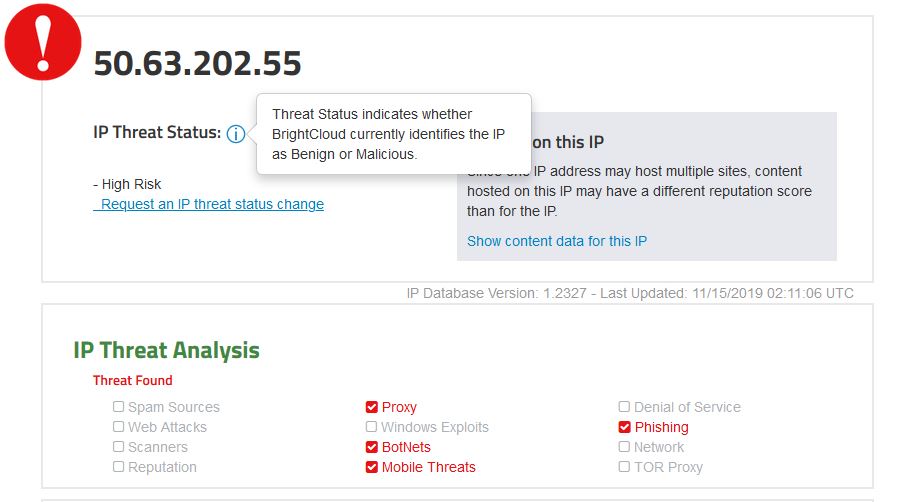 50.63.202.55
IP Threat Status:
Threat Status indicates whether
BrightCloud currently identifies the IP
as Benign or Malicious.
- High Risk
Request an IP threat status change
on this IP
Since one IP address may host multiple sites, content
hosted on this IP may have a different reputation score
than for the IP.
Show content data for this IP
IP Database Version: 1.2327 - Last Updated: 11/15/2019 02:11:06 UTC
IP Threat Analysis
Threat Found
Spam Sources
Proxy
Denial of Service
Web Attacks
Windows Exploits
Phishing
Scanners
BotNets
Network
Reputation
Mobile Threats
TOR Proxy